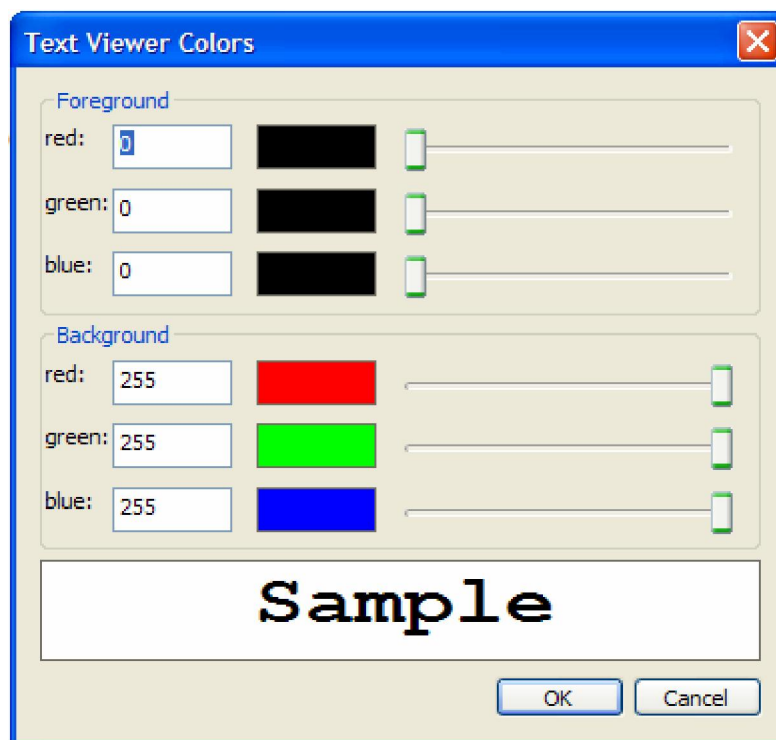 Text Viewer Colors
Foreground
red: 0
green: 0
blue: 0
Background
red: 255
green: 255
blue: 255
Sample
OK Cancel